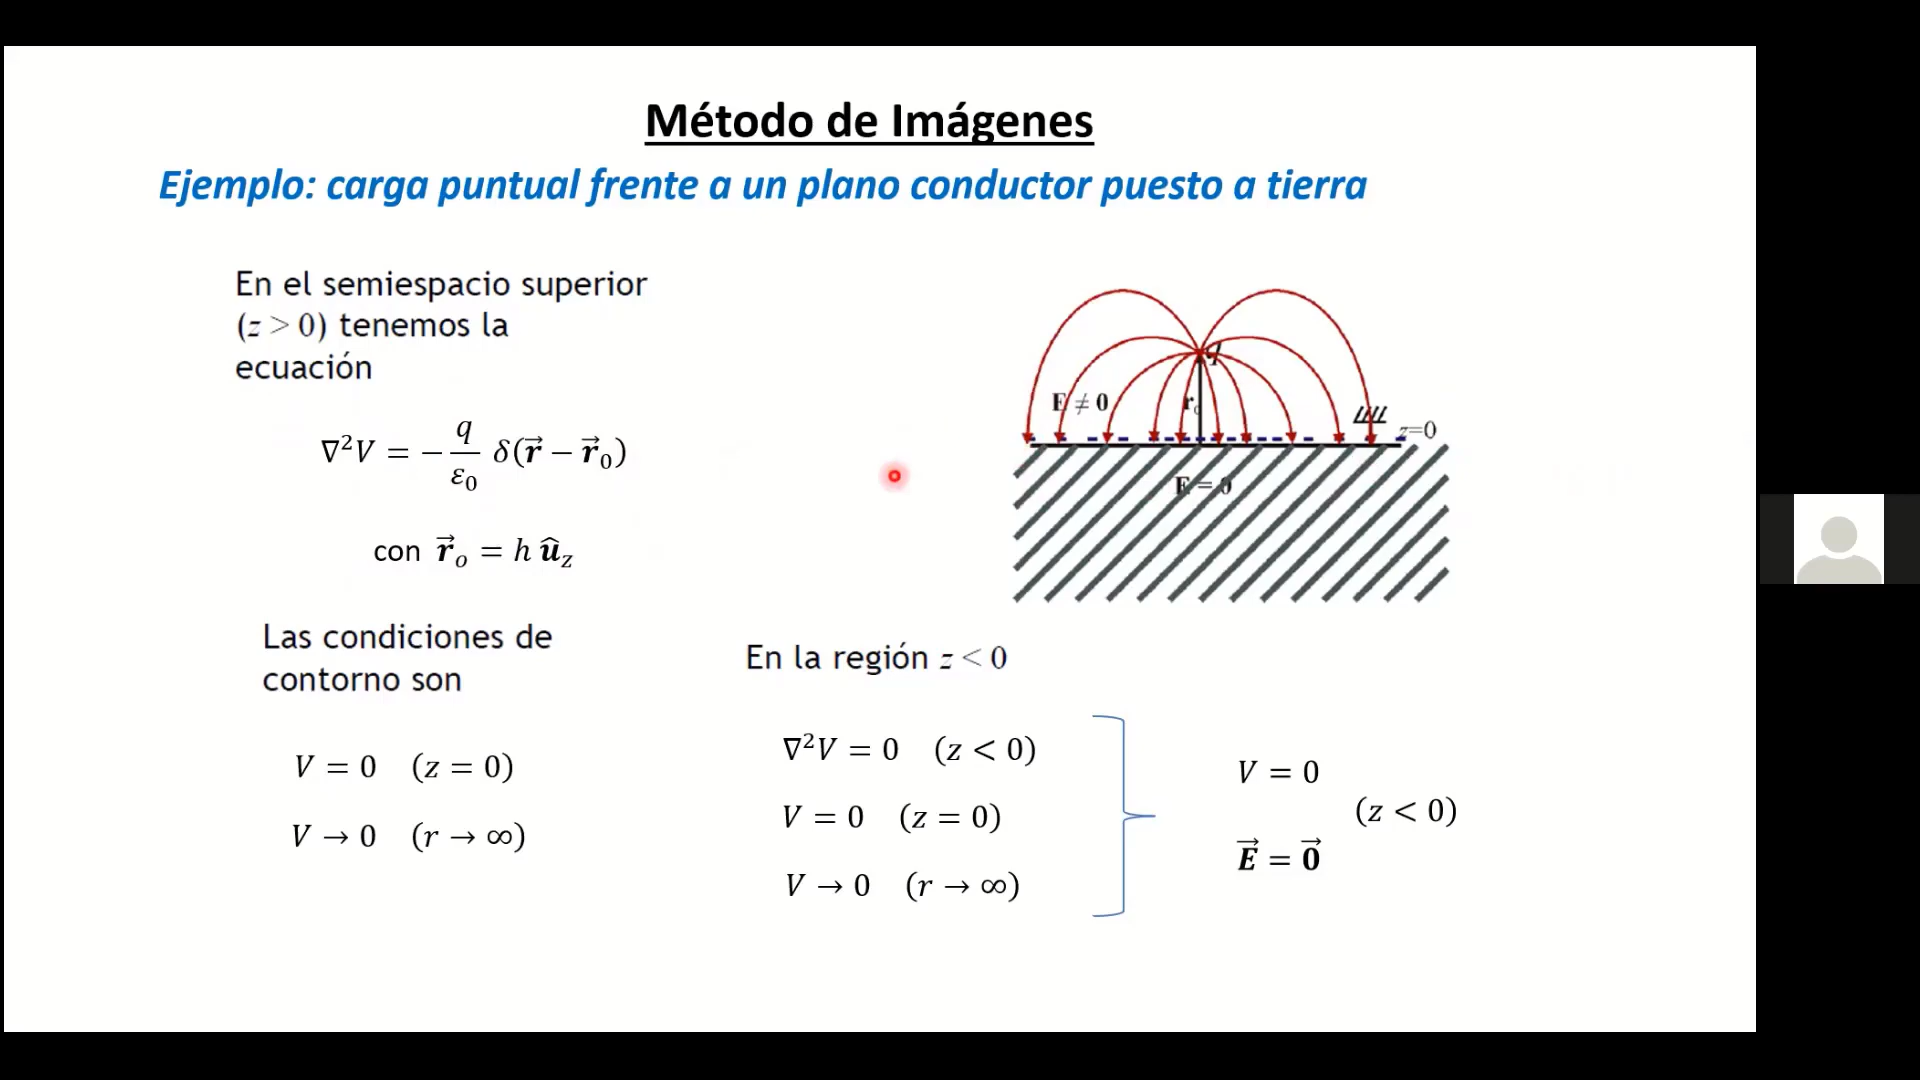 Método de Imágenes
Ejemplo: carga puntual frente a un plano conductor puesto a tierra
En el semiespacio superior
(z > 0) tenemos la
ecuación
∇²V = − q/ε₀ δ(r⃗ − r⃗₀)
con r⃗ₒ = h û_z
q
E ≠ 0
r₀
z=0
E = 0
Las condiciones de
contorno son
V = 0 (z = 0)
V → 0 (r → ∞)
En la región z < 0
∇²V = 0 (z < 0)
V = 0 (z = 0)
V → 0 (r → ∞)
V = 0
(z < 0)
E⃗ = 0⃗